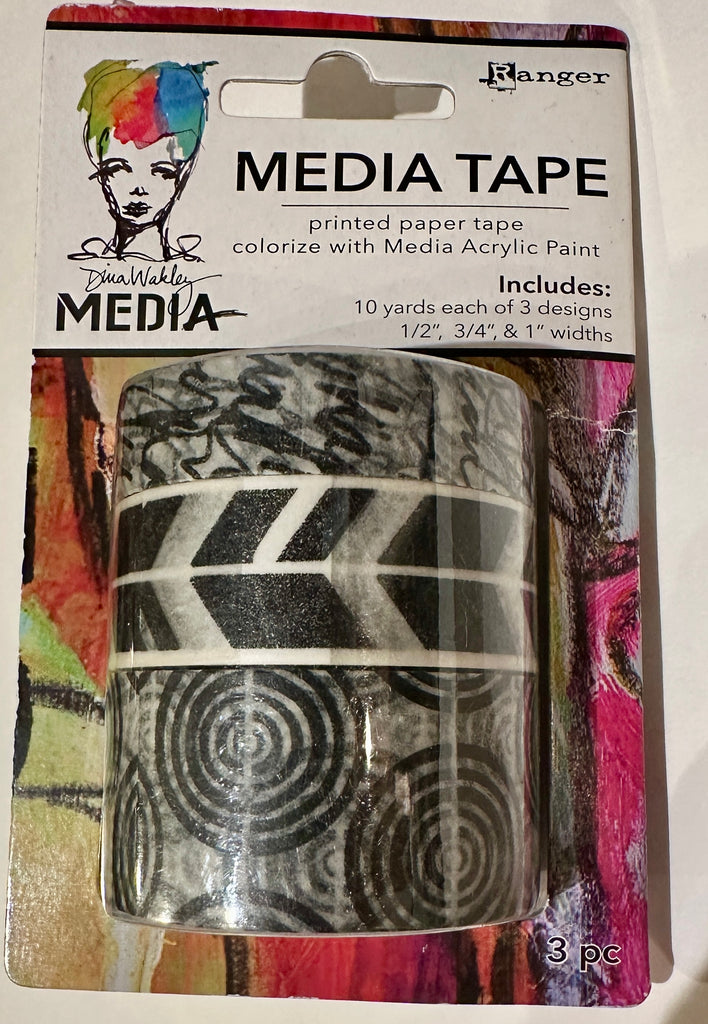 Ranger
MEDIA TAPE
printed paper tape
colorize with Media Acrylic Paint
Dina Wakley
MEDIA
Includes:
10 yards each of 3 designs
1/2”, 3/4”, & 1” widths
3 pc